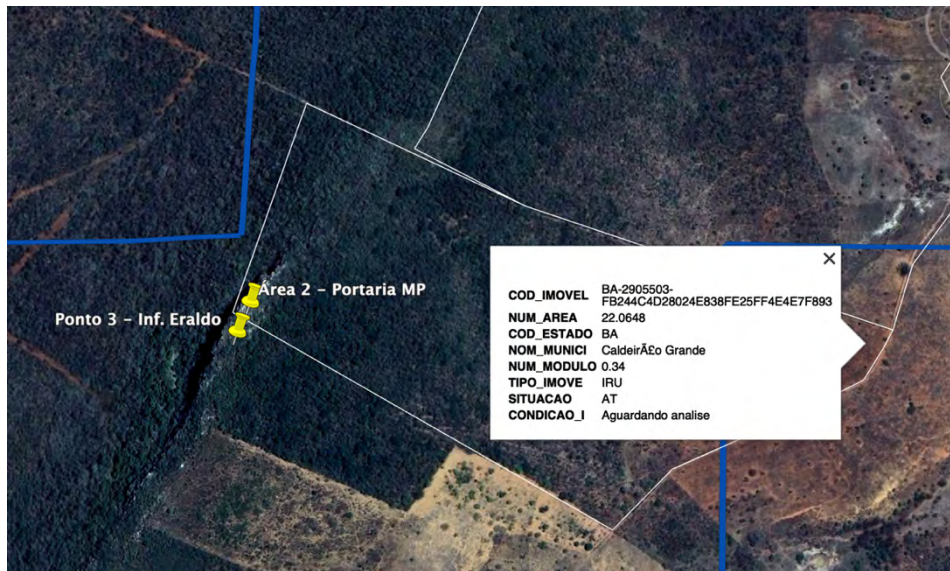 Área 2 - Portaria MP
Ponto 3 - Inf. Eraldo
COD_IMOVEL BA-2905503-
FB244C4D28024E838FE25FF4E4E7F893
NUM_AREA 22.0648
COD_ESTADO BA
NOM_MUNICI CaldeirÃ£o Grande
NUM_MODULO 0.34
TIPO_IMOVE IRU
SITUACAO AT
CONDICAO_I Aguardando analise